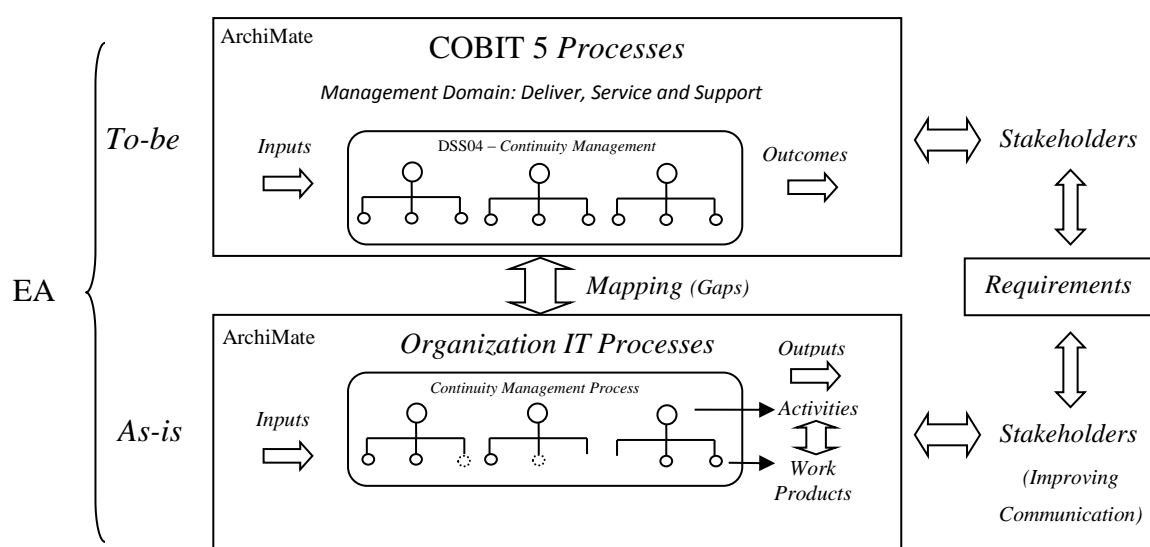 ArchiMate
COBIT 5 Processes
Management Domain: Deliver, Service and Support
To-be
Inputs
DSS04 – Continuity Management
Outcomes
Stakeholders
EA
Mapping (Gaps)
Requirements
ArchiMate
Organization IT Processes
Outputs
Continuity Management Process
As-is
Inputs
Activities
Stakeholders
Work
Products
(Improving
Communication)